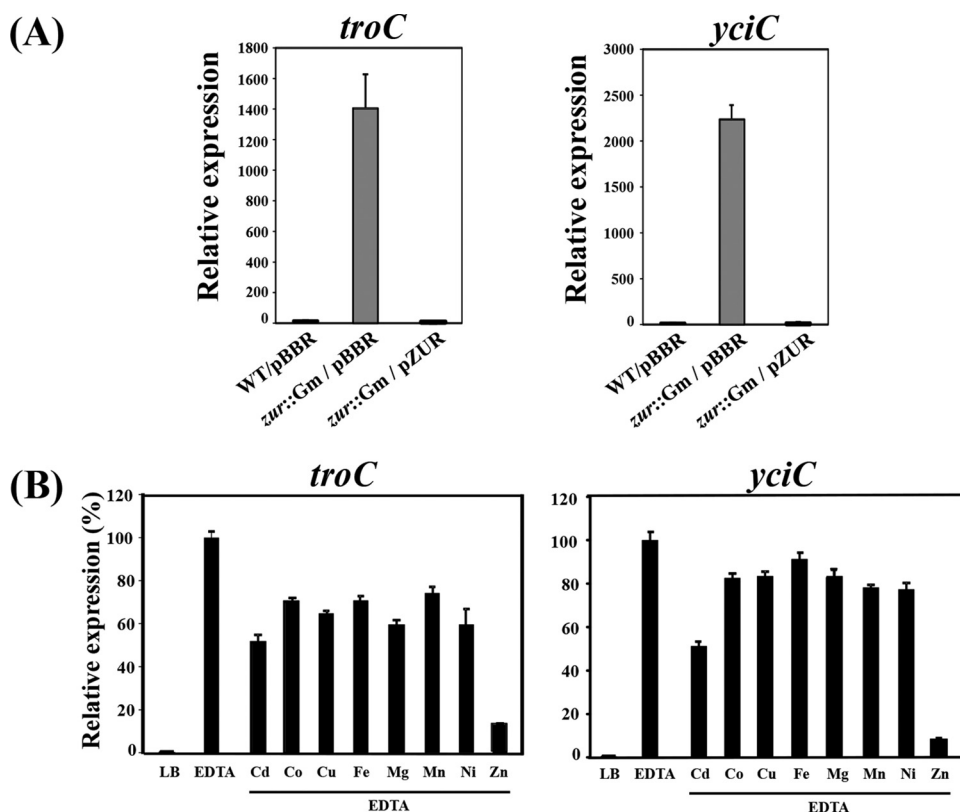 (A)
troC
yciC
Relative expression
1800
1600
1400
1200
1000
800
600
400
200
0
WT/pBBR
zur::Gm / pBBR
zur::Gm / pZUR
Relative expression
3000
2500
2250
2000
1500
1000
500
0
WT/pBBR
zur::Gm / pBBR
zur::Gm / pZUR
(B)
troC
yciC
Relative expression (%)
120
100
80
60
40
20
0
LB EDTA Cd Co Cu Fe Mg Mn Ni Zn
EDTA
120
100
80
60
40
20
0
LB EDTA Cd Co Cu Fe Mg Mn Ni Zn
EDTA